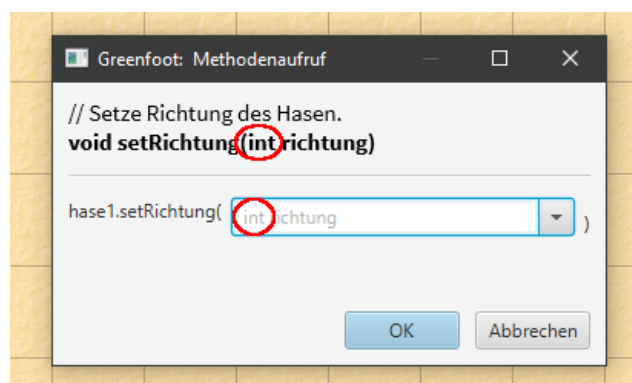 Greenfoot: Methodenaufruf
// Setze Richtung des Hasen.
void setRichtung(int richtung)
hase1.setRichtung( int richtung )
OK Abbrechen